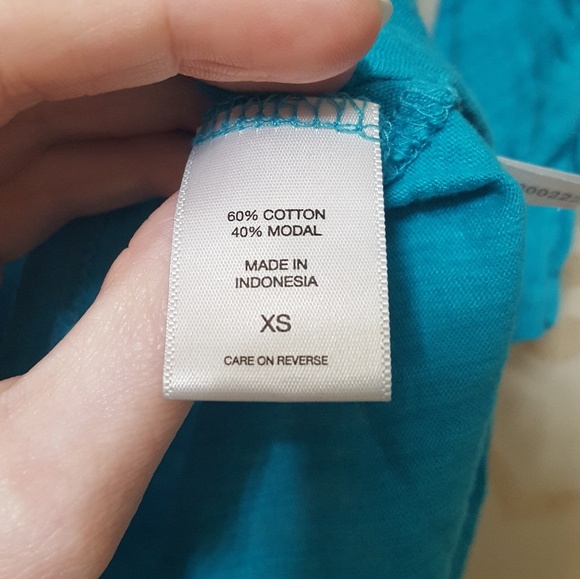 60% COTTON
40% MODAL
MADE IN
INDONESIA
XS
CARE ON REVERSE